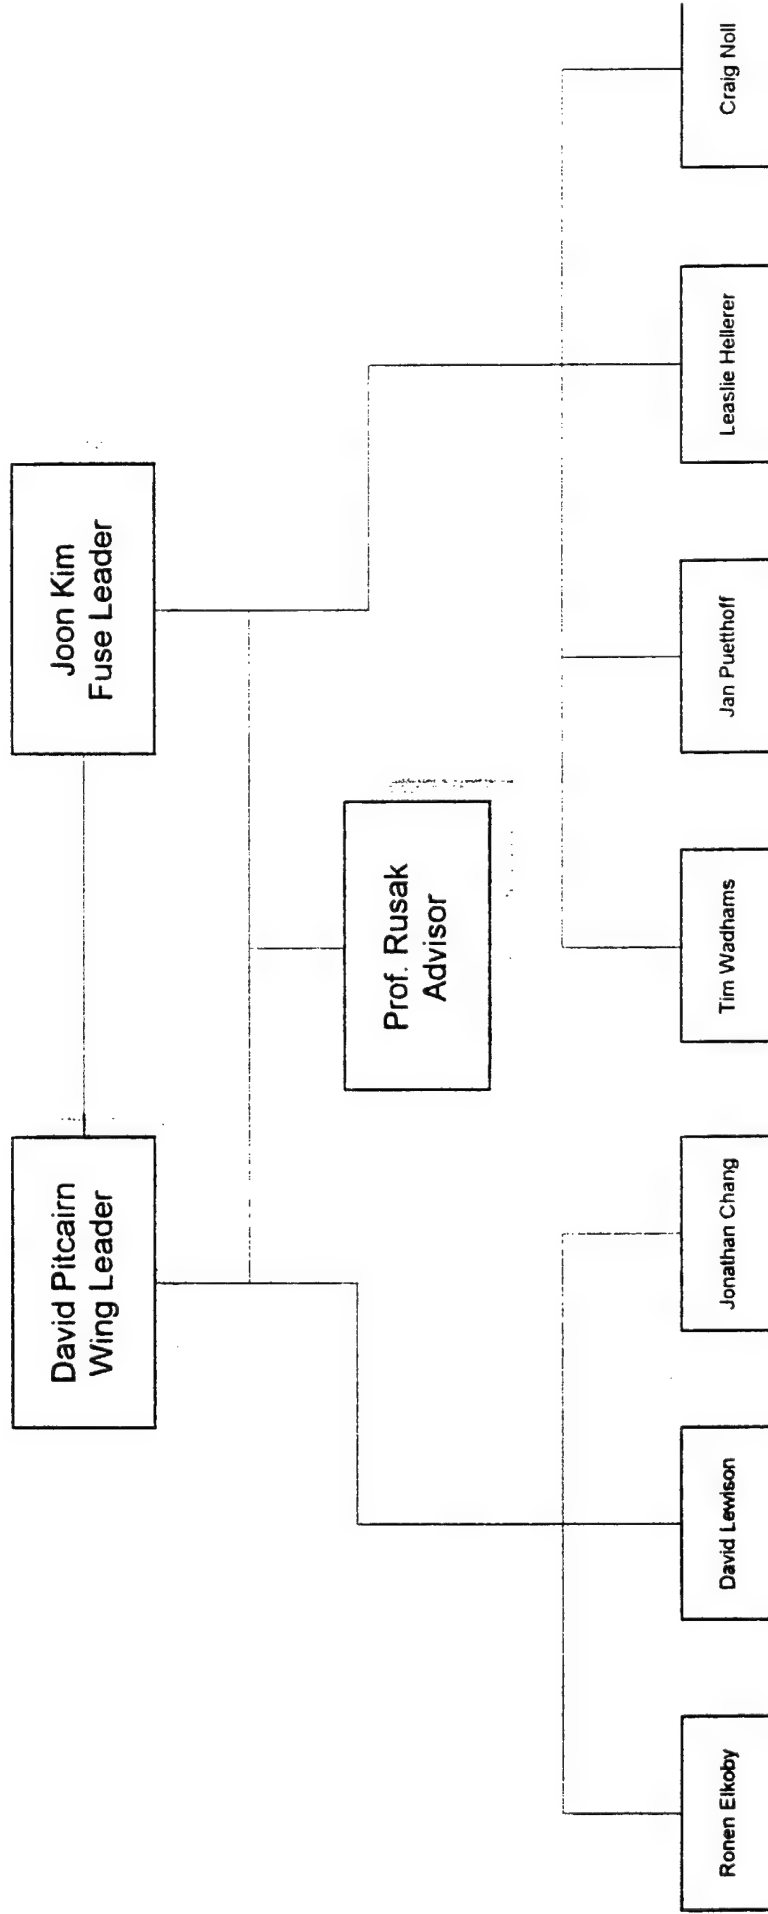 David Pitcairn
Wing Leader
Joon Kim
Fuse Leader
Prof. Rusak
Advisor
Ronen Elkoby
David Lewison
Jonathan Chang
Tim Wadhams
Jan Puetthoff
Leaslie Hellerer
Craig Noll